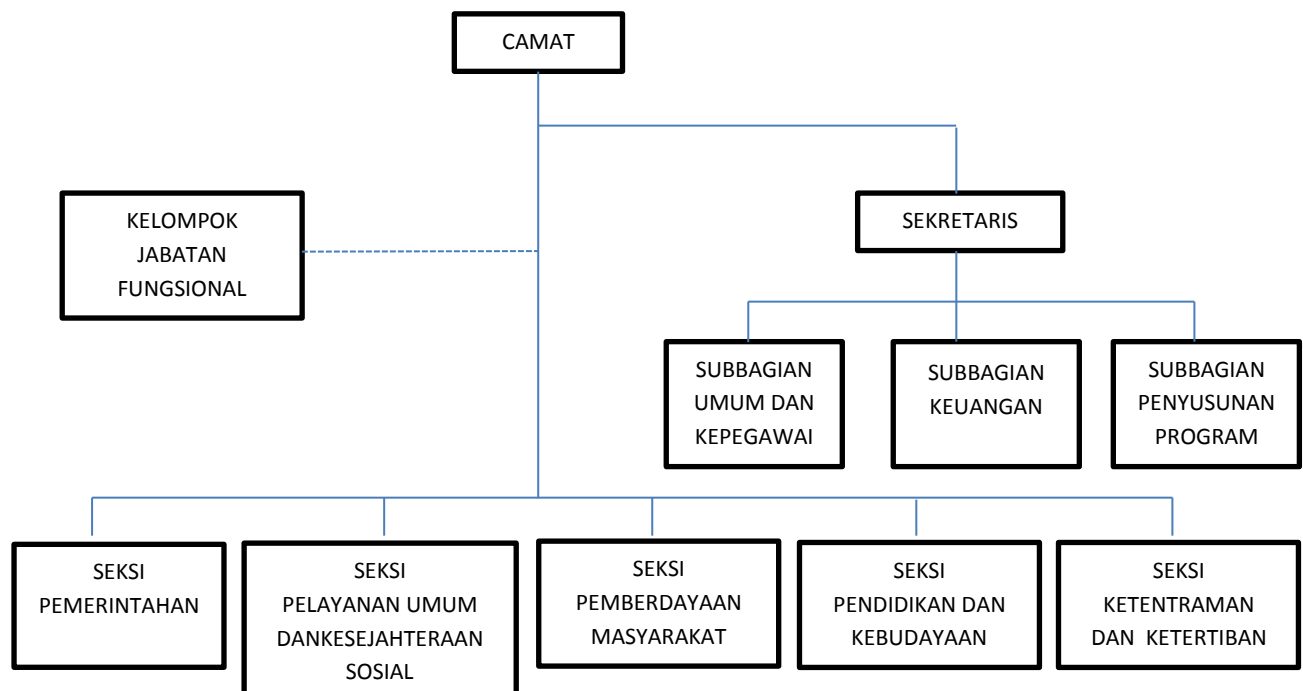 CAMAT
KELOMPOK
JABATAN
FUNGSIONAL
SEKRETARIS
SUBBAGIAN
UMUM DAN
KEPEGAWAI
SUBBAGIAN
KEUANGAN
SUBBAGIAN
PENYUSUNAN
PROGRAM
SEKSI
PEMERINTAHAN
SEKSI
PELAYANAN UMUM
DANKESEJAHTERAAN
SOSIAL
SEKSI
PEMBERDAYAAN
MASYARAKAT
SEKSI
PENDIDIKAN DAN
KEBUDAYAAN
SEKSI
KETENTRAMAN
DAN KETERTIBAN